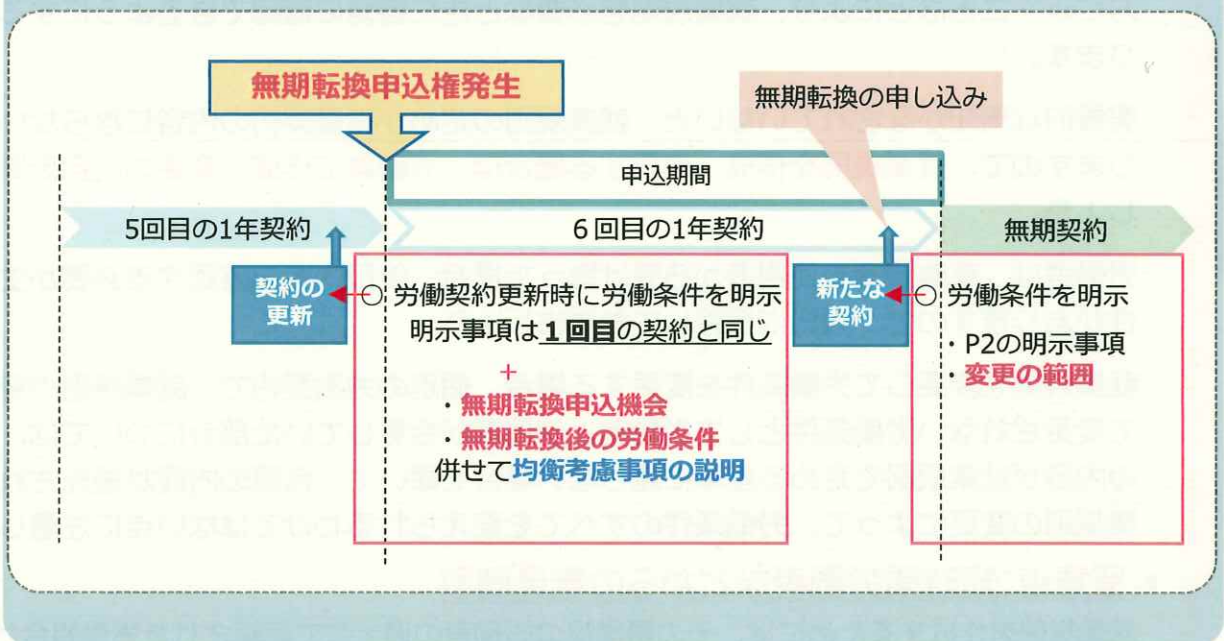 無期転換申込権発生
無期転換の申し込み
申込期間
5回目の1年契約
6回目の1年契約
無期契約
契約の
更新
○ 労働契約更新時に労働条件を明示
明示事項は1回目の契約と同じ
+
・無期転換申込機会
・無期転換後の労働条件
併せて均衡考慮事項の説明
新たな
契約
○ 労働条件を明示
・P2の明示事項
・変更の範囲